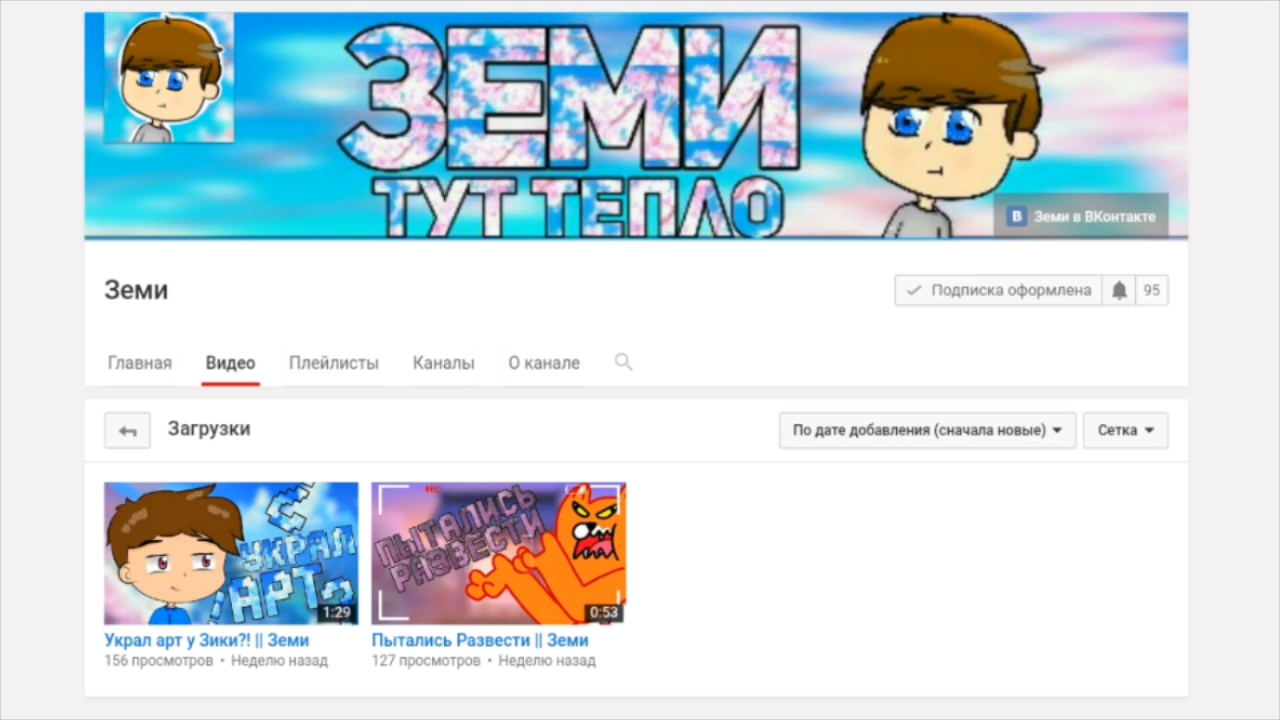 ЗЕМИ
ТУТ ТЕПЛО
В Земи в ВКонтакте
Земи
Подписка оформлена 95
Главная Видео Плейлисты Каналы О канале
Загрузки
По дате добавления (сначала новые) Сетка
УКРАЛ
АРТ
1:29
REC
ПЫТАЛИСЬ
РАЗВЕСТИ
0:53
Украл арт у Зики?! || Земи
156 просмотров • Неделю назад
Пытались Развести || Земи
127 просмотров • Неделю назад